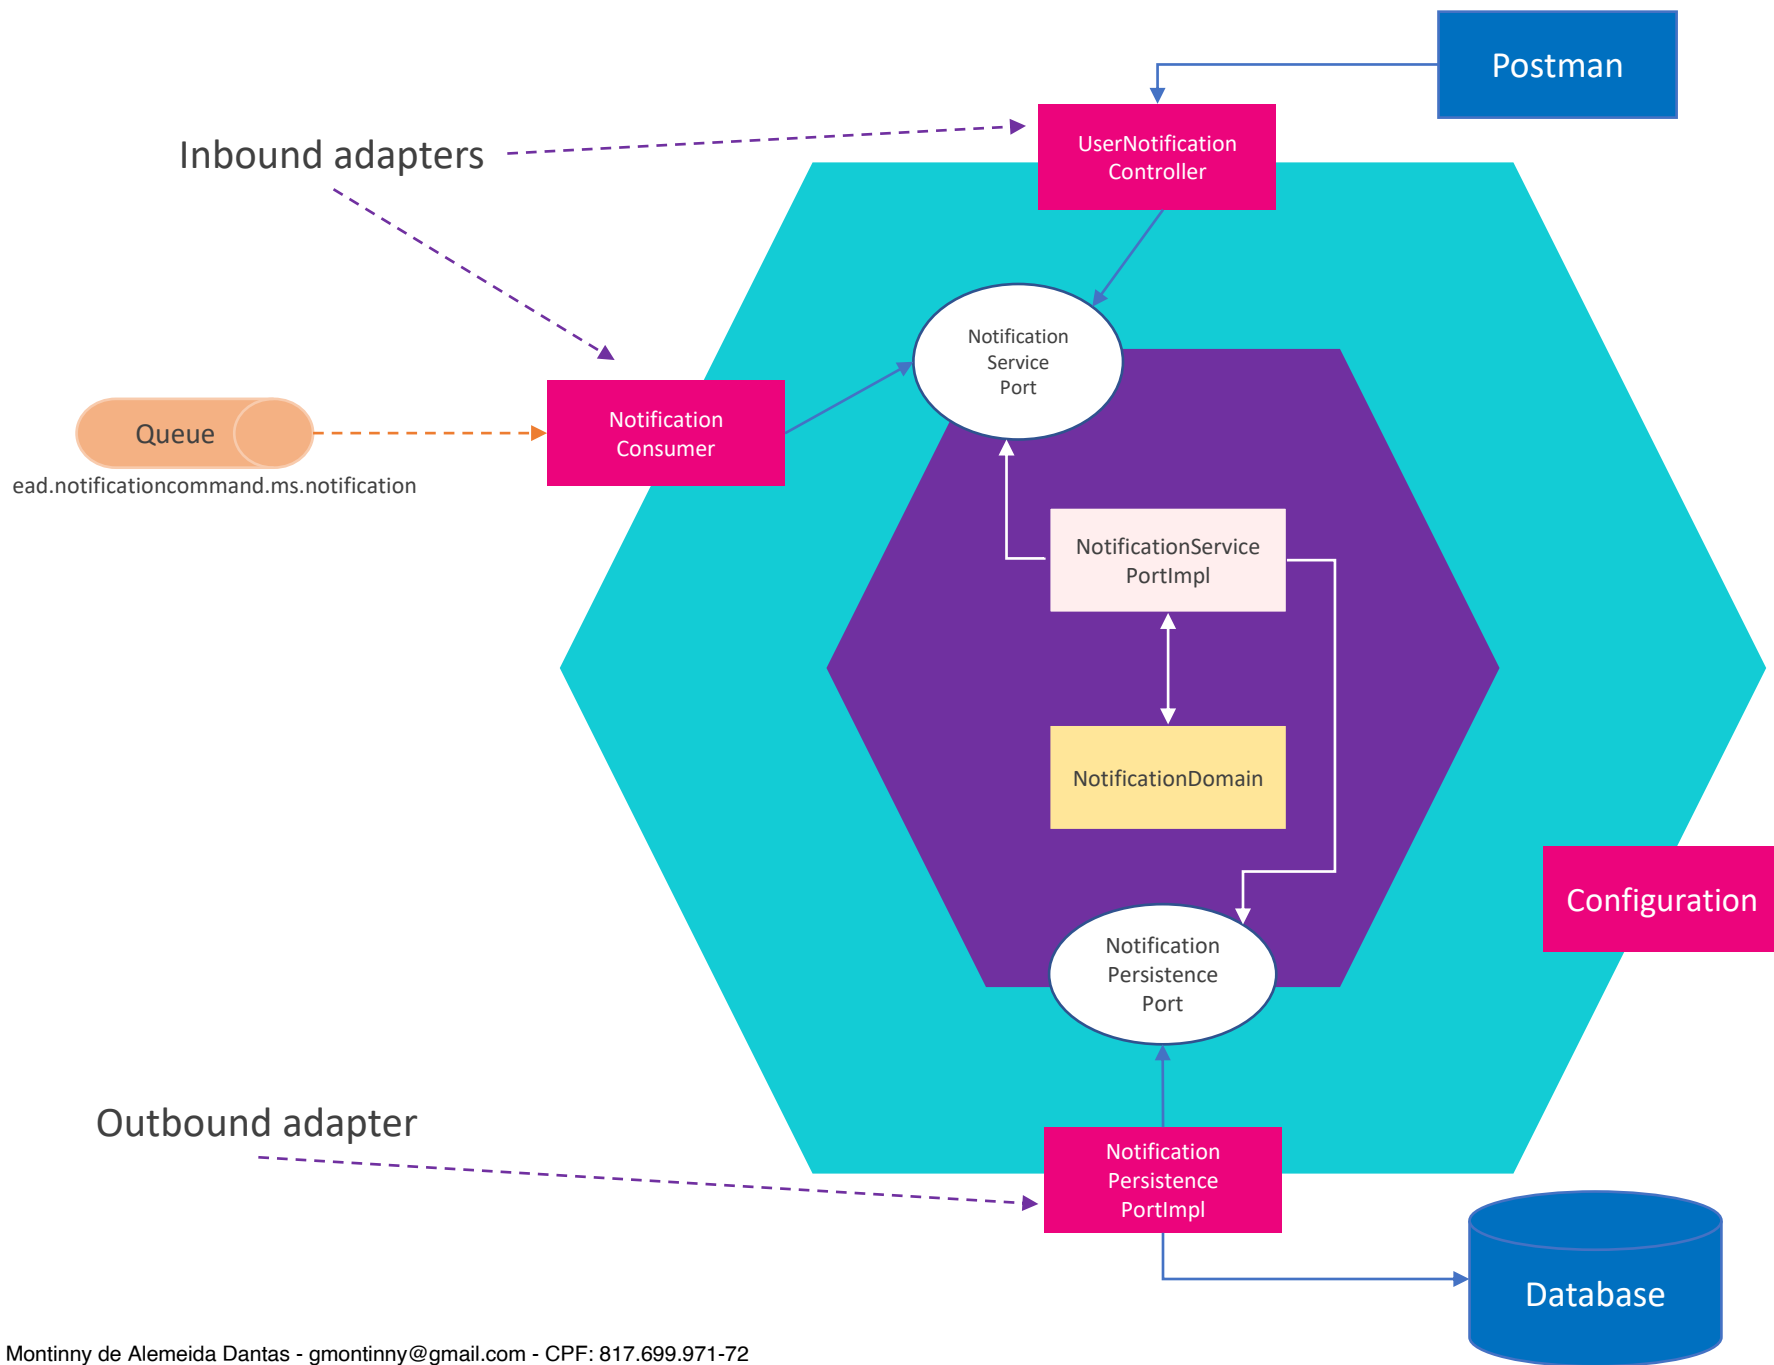 Postman
UserNotification
Controller
Inbound adapters
Notification
Service
Port
Queue
Notification
Consumer
ead.notificationcommand.ms.notification
NotificationService
PortImpl
NotificationDomain
Configuration
Notification
Persistence
Port
Outbound adapter
Notification
Persistence
PortImpl
Database
Montinny de Alemeida Dantas - gmontinny@gmail.com - CPF: 817.699.971-72